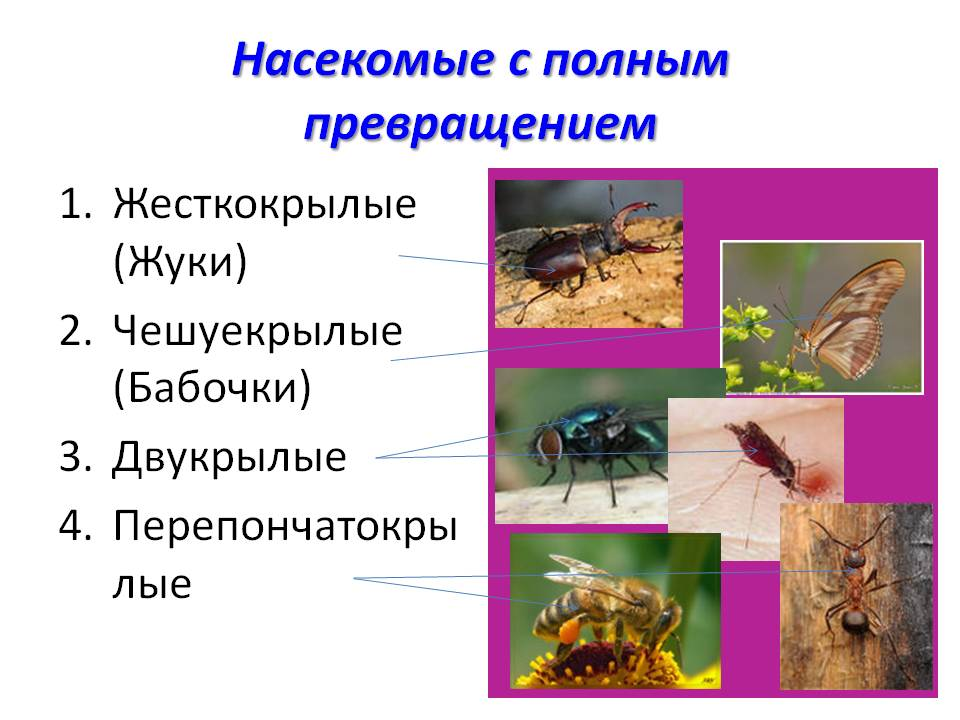 Насекомые с полным
превращением
1. Жесткокрылые
(Жуки)
2. Чешуекрылые
(Бабочки)
3. Двукрылые
4. Перепончатокры
лые